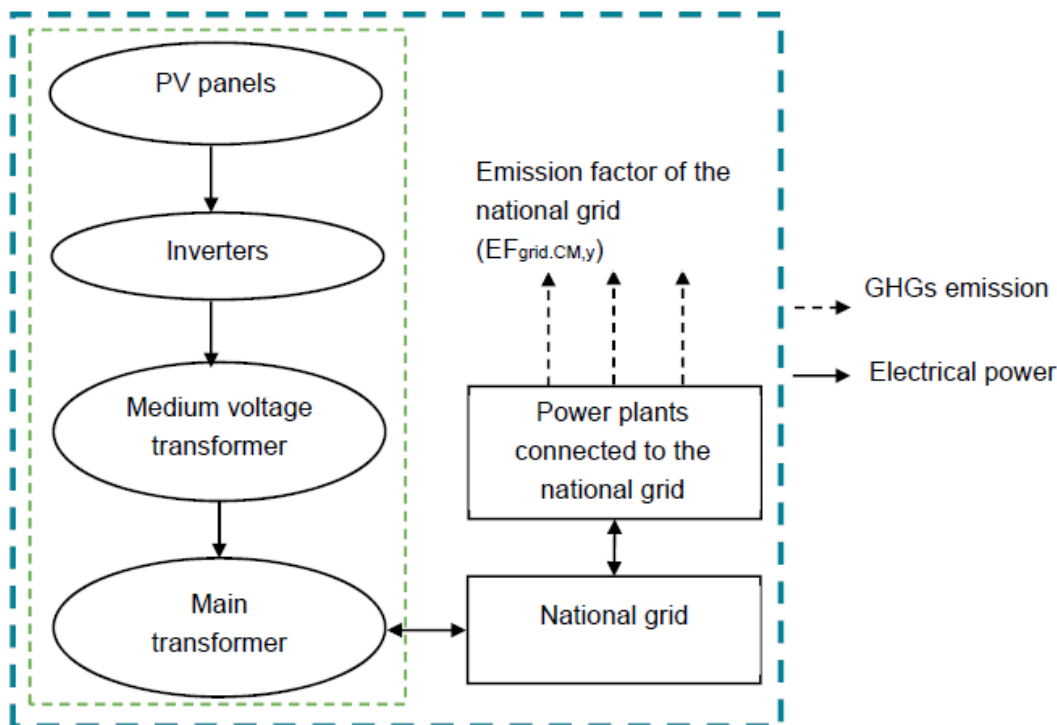 PV panels
Inverters
Medium voltage
transformer
Main
transformer
Emission factor of the
national grid
(EFgrid.CM,y)
Power plants
connected to the
national grid
National grid
GHGs emission
Electrical power